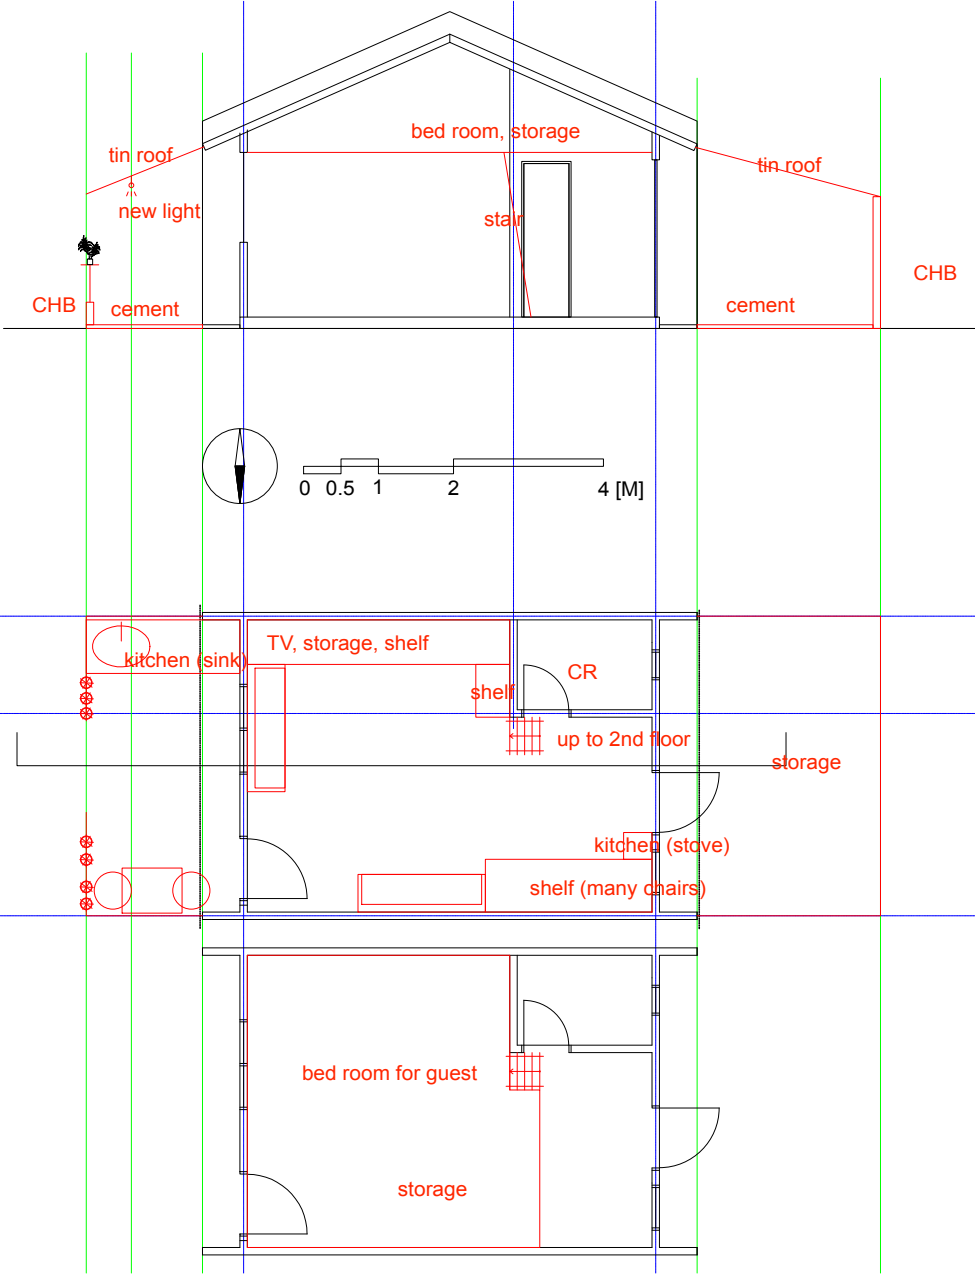 bed room, storage
tin roof
tin roof
new light
stair
CHB
CHB
cement
cement
0 0.5 1 2 4 [M]
TV, storage, shelf
kitchen (sink)
CR
shelf
up to 2nd floor
storage
kitchen (stove)
shelf (many chairs)
bed room for guest
storage